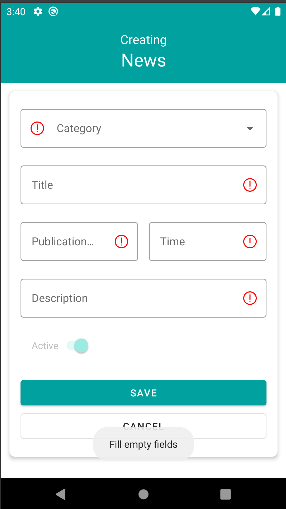 3:40
Creating
News
Category
Title
Publication...
Time
Description
Active
SAVE
CANCEL
Fill empty fields